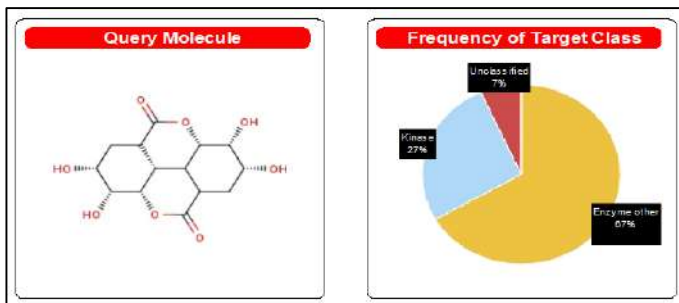 Query Molecule
O
O
OH
HO
OH
HO
O
O
Frequency of Target Class
Unclassified
7%
Kinase
27%
Enzyme other
67%